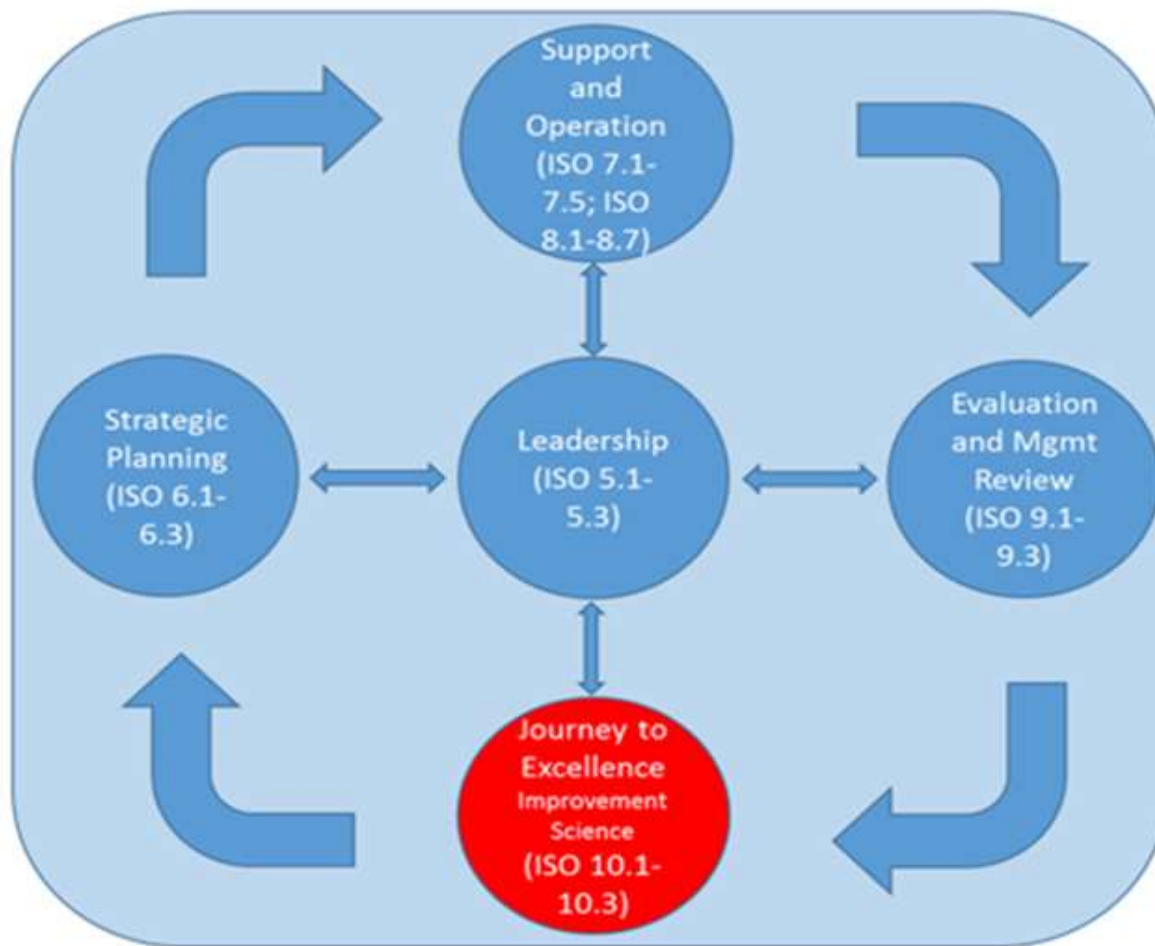 Support
and
Operation
(ISO 7.1-
7.5; ISO
8.1-8.7)
Strategic
Planning
(ISO 6.1-
6.3)
Leadership
(ISO 5.1-
5.3)
Evaluation
and Mgmt
Review
(ISO 9.1-
9.3)
Journey to
Excellence
Improvement
Science
(ISO 10.1-
10.3)